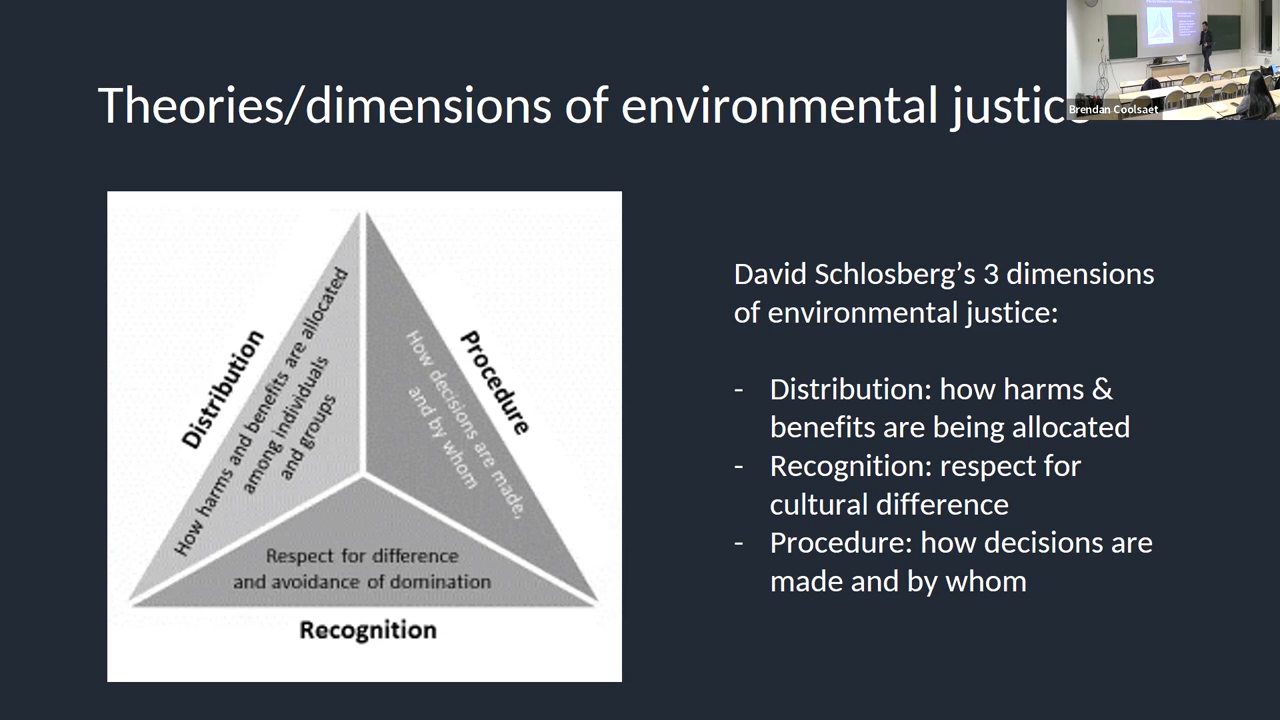 Theories/dimensions of environmental justice
Brendan Coolsaet
Distribution
How harms and benefits are allocated
among individuals
and groups
Procedure
How decisions are made,
and by whom
Respect for difference
and avoidance of domination
Recognition
David Schlosberg’s 3 dimensions
of environmental justice:
- Distribution: how harms &
benefits are being allocated
- Recognition: respect for
cultural difference
- Procedure: how decisions are
made and by whom